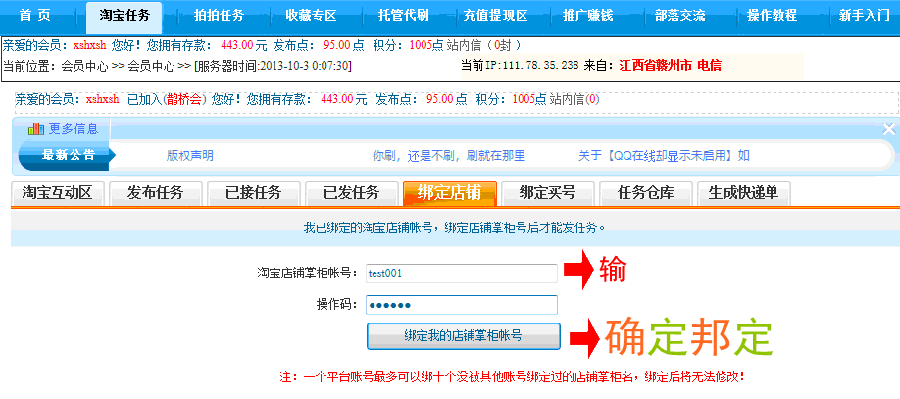 首 页 淘宝任务 拍拍任务 收藏专区 托管代刷 充值提现区 推广赚钱 部落交流 操作教程 新手入门
亲爱的会员：xshxsh 您好！您拥有存款： 443.00元 发布点： 95.00点 积分： 1005点 站内信（0封 ）
当前位置：会员中心 >> 会员中心 >> [服务器时间:2013-10-3 0:07:30] 当前IP:111.78.35.238 来自：江西省赣州市 电信
亲爱的会员：xshxsh 已加入(鹊桥会) 您好！您拥有存款： 443.00元 发布点： 95.00点 积分： 1005点 站内信(0)
更多信息
最新公告 版权声明 你刷，还是不刷，刷就在那里 关于【QQ在线却显示未启用】如
淘宝互动区 发布任务 已接任务 已发任务 绑定店铺 绑定买号 任务仓库 生成快递单
我已绑定的淘宝店铺帐号，绑定店铺掌柜号后才能发任务。
淘宝店铺掌柜帐号： test001 输
操作码： ●●●●●●
绑定我的店铺掌柜帐号 确定邦定
注：一个平台账号最多可以绑十个没被其他账号绑定过的店铺掌柜名，绑定后将无法修改！